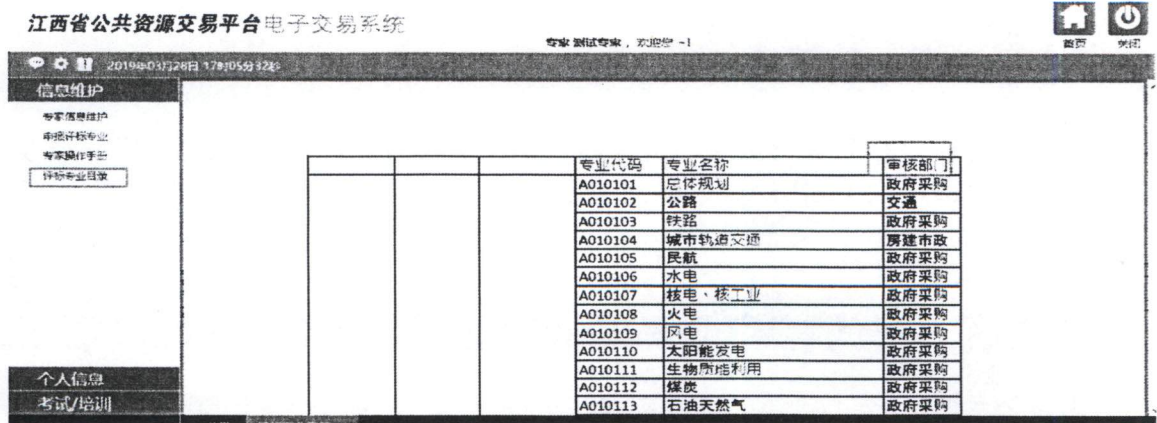 江西省公共资源交易平台电子交易系统
专家 测试专家，欢迎您 -1
首页 关闭
2019年03月28日 17时05分32秒
信息维护
专家信息维护
申报评标专业
专家操作手册
评标专业目录
专业代码 专业名称 审核部门
A010101 总体规划 政府采购
A010102 公路 交通
A010103 铁路 政府采购
A010104 城市轨道交通 房建市政
A010105 民航 政府采购
A010106 水电 政府采购
A010107 核电、核工业 政府采购
A010108 火电 政府采购
A010109 风电 政府采购
A010110 太阳能发电 政府采购
A010111 生物质能利用 政府采购
A010112 煤炭 政府采购
A010113 石油天然气 政府采购
个人信息
考试/培训